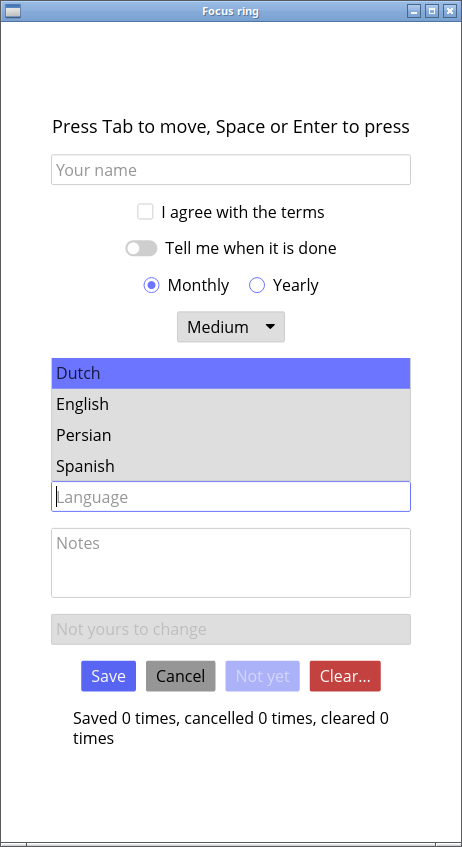 Focus ring
Press Tab to move, Space or Enter to press
Your name
I agree with the terms
Tell me when it is done
Monthly Yearly
Medium
Dutch
English
Persian
Spanish
Language
Notes
Not yours to change
Save Cancel Not yet Clear...
Saved 0 times, cancelled 0 times, cleared 0
times